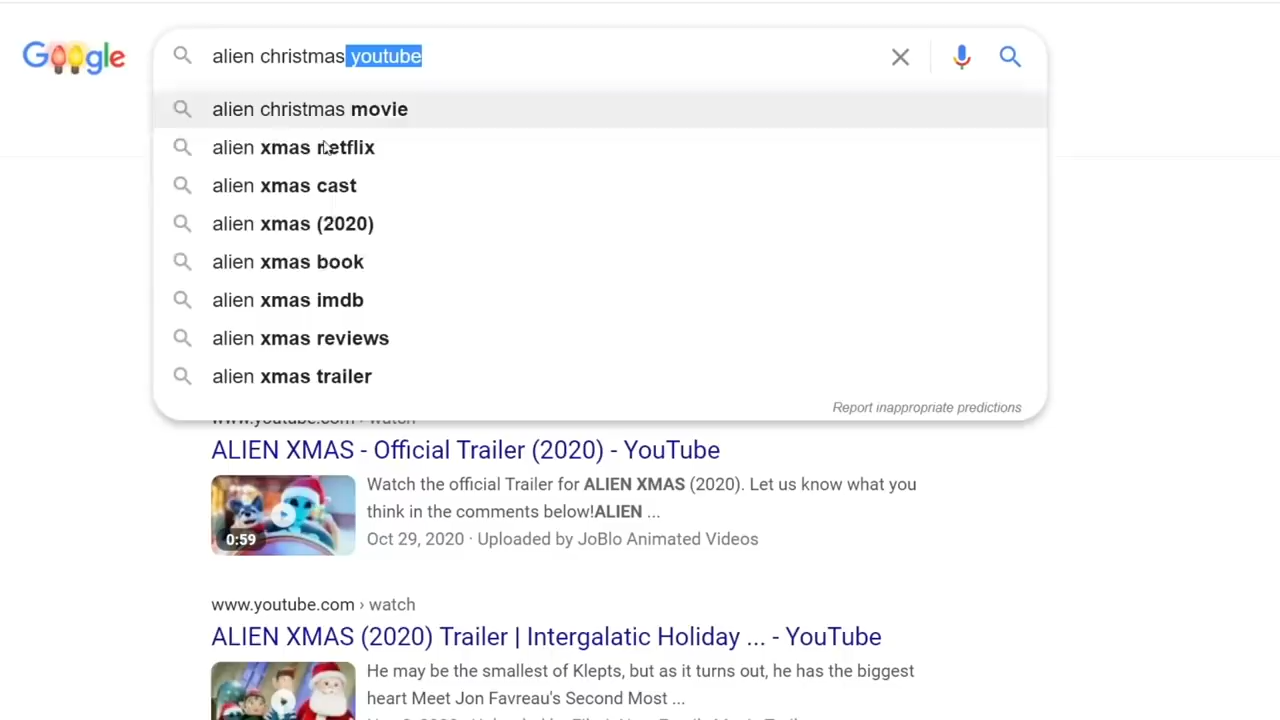 Google
alien christmas youtube
alien christmas movie
alien xmas netflix
alien xmas cast
alien xmas (2020)
alien xmas book
alien xmas imdb
alien xmas reviews
alien xmas trailer
Report inappropriate predictions
www.youtube.com › watch
ALIEN XMAS - Official Trailer (2020) - YouTube
Watch the official Trailer for ALIEN XMAS (2020). Let us know what you
think in the comments below!ALIEN ...
0:59
Oct 29, 2020 · Uploaded by JoBlo Animated Videos
www.youtube.com › watch
ALIEN XMAS (2020) Trailer | Intergalatic Holiday ... - YouTube
He may be the smallest of Klepts, but as it turns out, he has the biggest
heart Meet Jon Favreau's Second Most ...